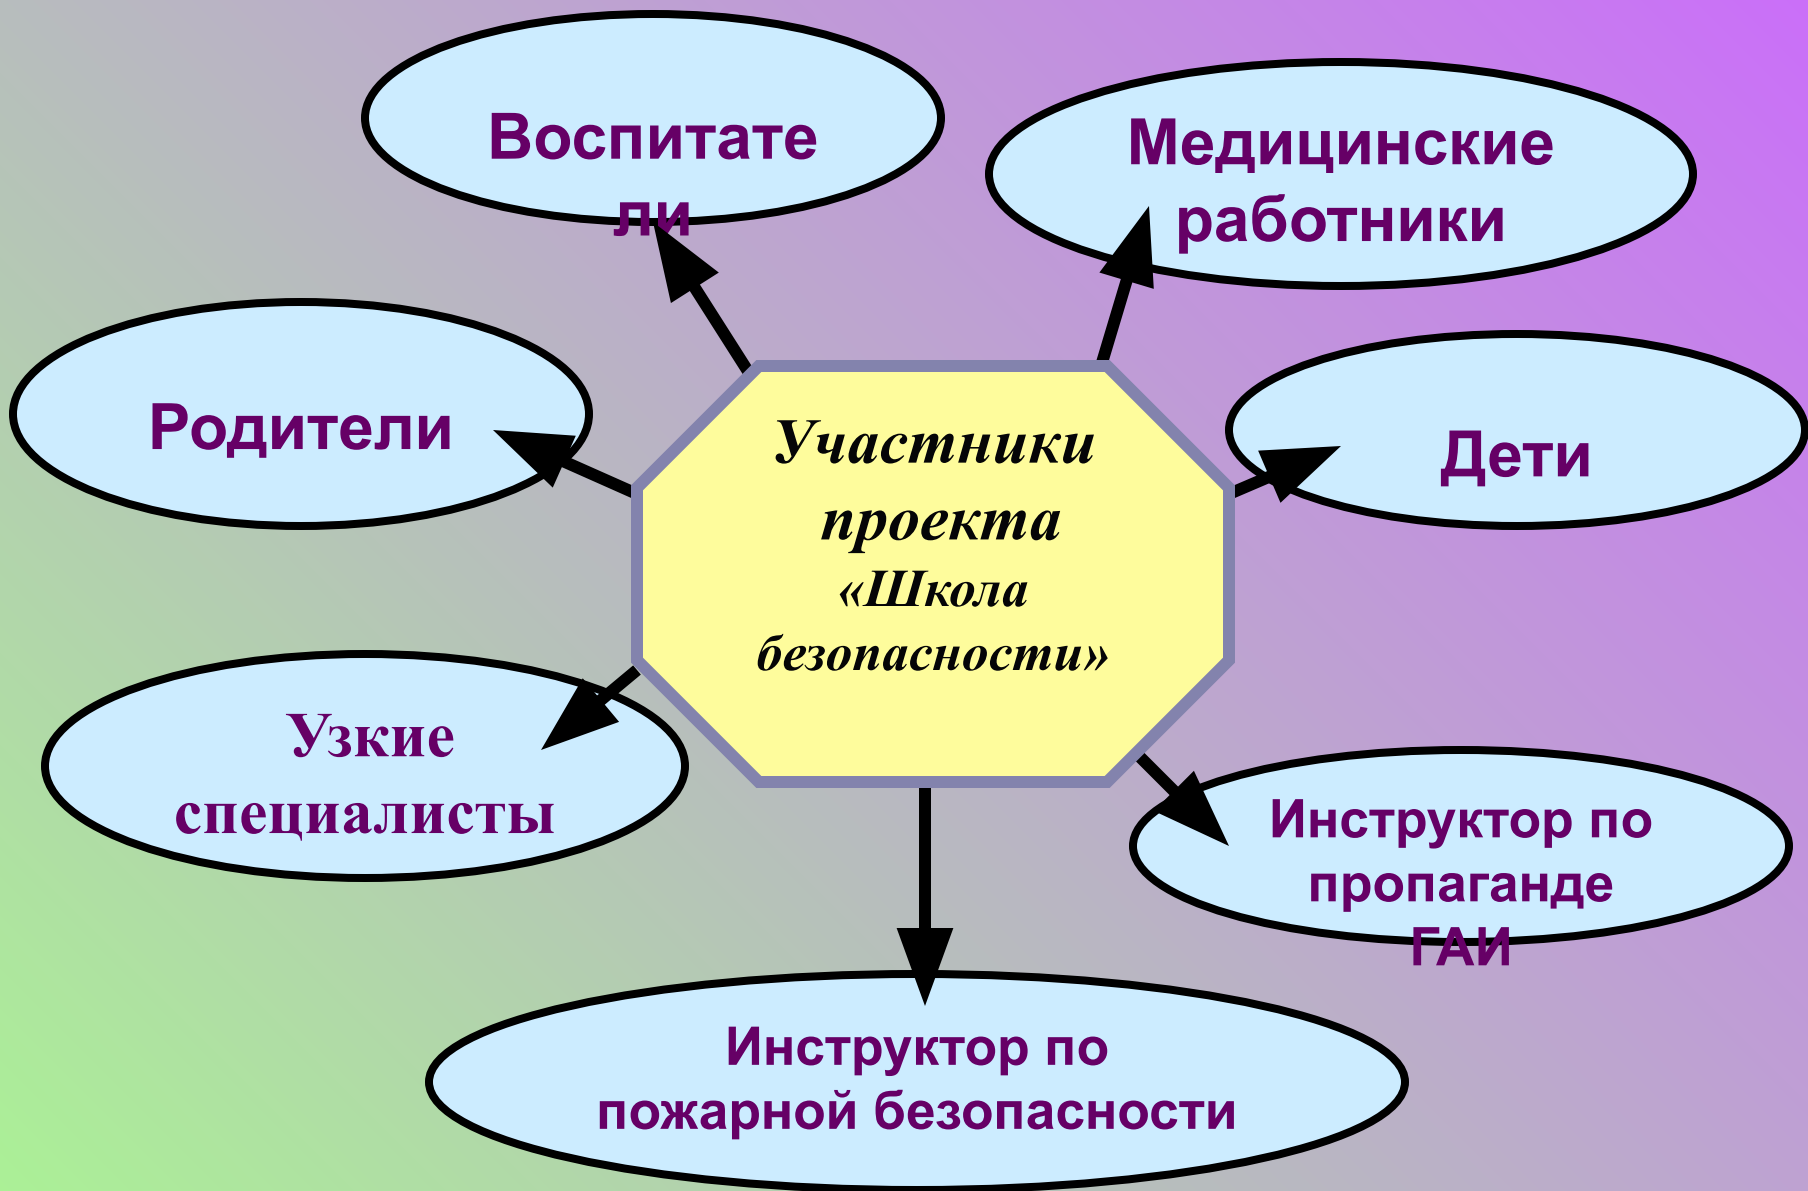 Воспитате
ли
Медицинские
работники
Родители
Дети
Участники
проекта
«Школа
безопасности»
Узкие
специалисты
Инструктор по
пропаганде
ГАИ
Инструктор по
пожарной безопасности